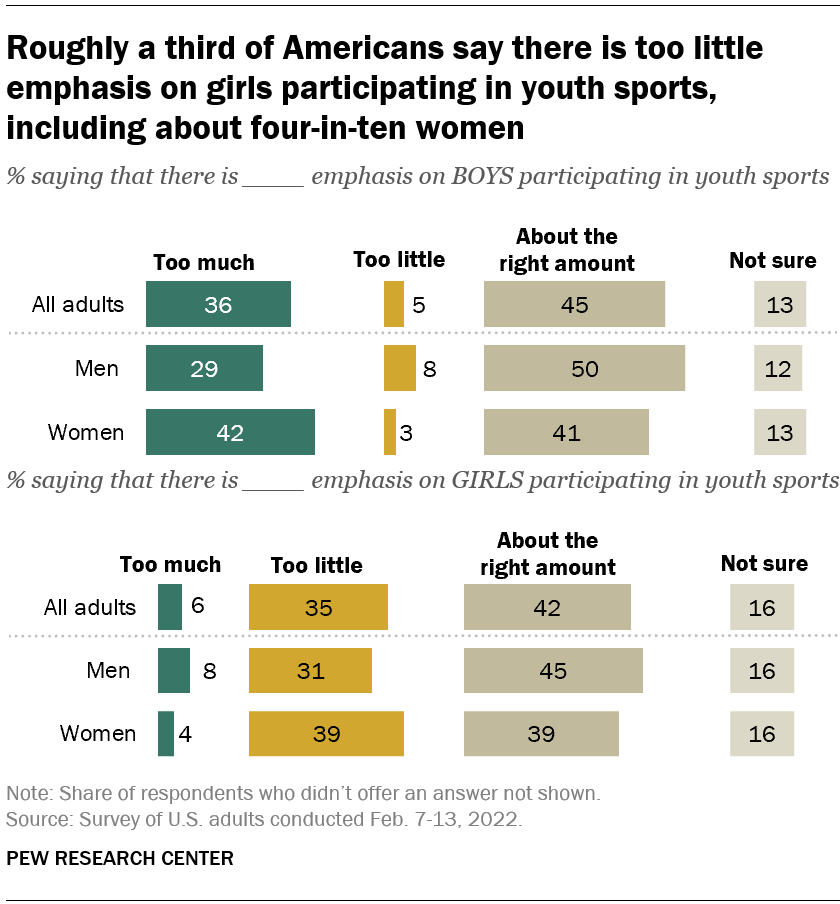 Roughly a third of Americans say there is too little
emphasis on girls participating in youth sports,
including about four-in-ten women
% saying that there is _____ emphasis on BOYS participating in youth sports
Too much Too little About the right amount Not sure
All adults 36 5 45 13
Men 29 8 50 12
Women 42 3 41 13
% saying that there is _____ emphasis on GIRLS participating in youth sports
Too much Too little About the right amount Not sure
All adults 6 35 42 16
Men 8 31 45 16
Women 4 39 39 16
Note: Share of respondents who didn’t offer an answer not shown.
Source: Survey of U.S. adults conducted Feb. 7-13, 2022.
PEW RESEARCH CENTER